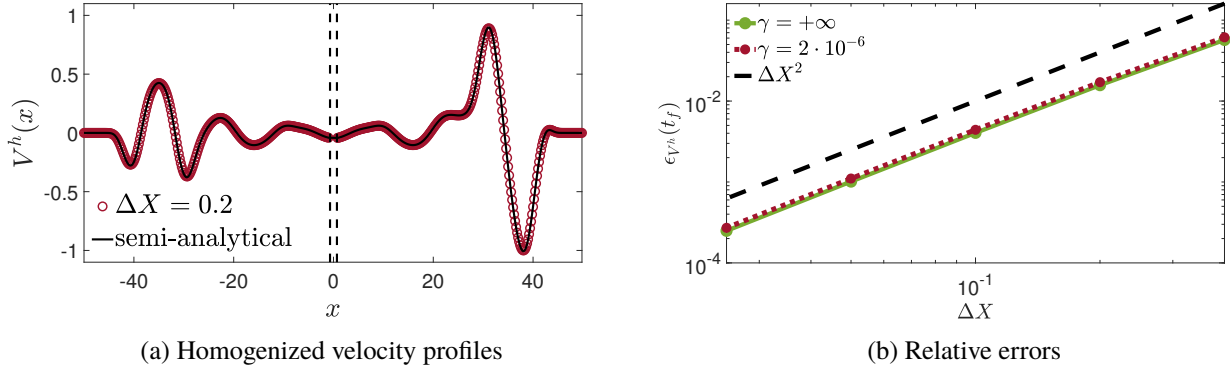 1
0.5
0
-0.5
-1
V^h(x)
ΔX = 0.2
semi-analytical
-40 -20 0 20 40
x
(a) Homogenized velocity profiles
γ = +∞
γ = 2 · 10^{-6}
ΔX^2
10^{-2}
10^{-4}
ϵ_{V^h}(t_f)
10^{-1}
ΔX
(b) Relative errors